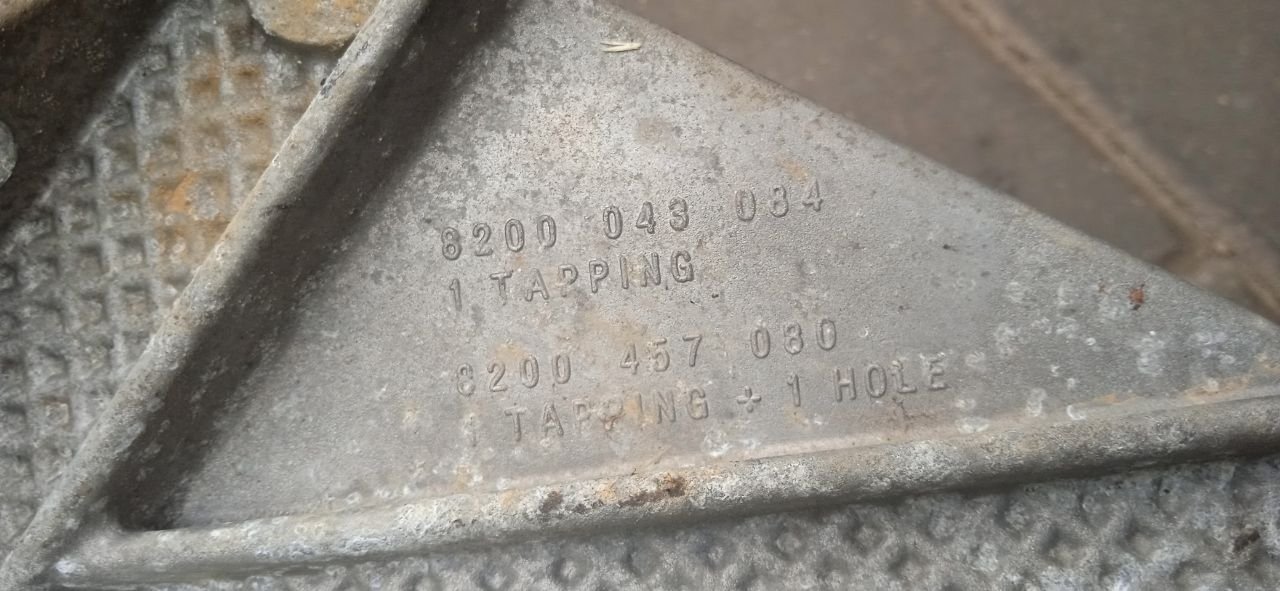 8200 043 034
1 TAPPING
8200 457 080
1 TAPPING + 1 HOLE